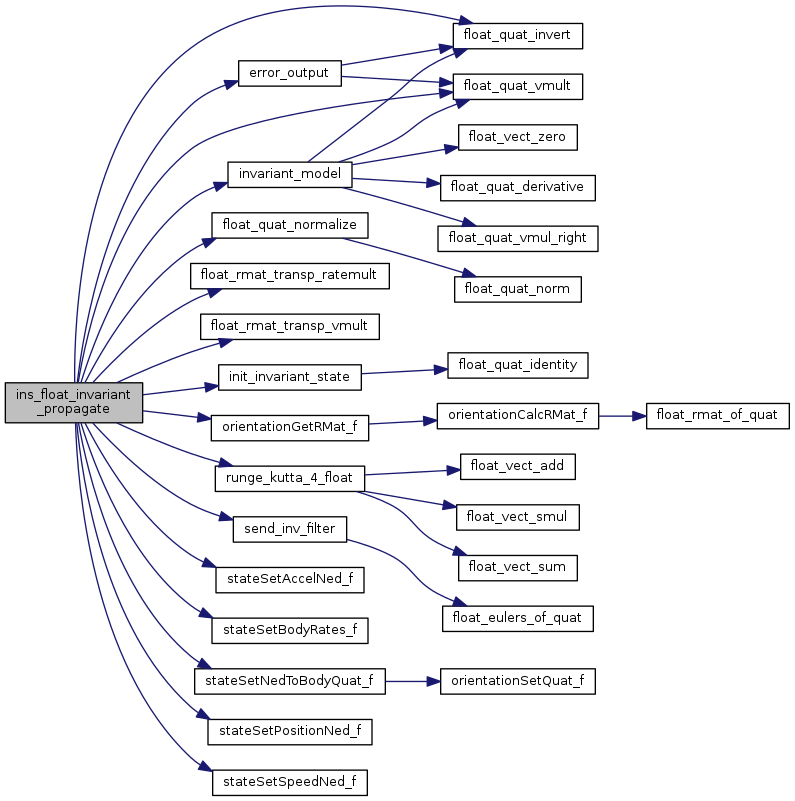 float_quat_invert
error_output
float_quat_vmult
float_vect_zero
invariant_model
float_quat_derivative
float_quat_normalize
float_quat_vmul_right
float_rmat_transp_ratemult
float_quat_norm
float_rmat_transp_vmult
init_invariant_state
float_quat_identity
ins_float_invariant
_propagate
orientationGetRMat_f
orientationCalcRMat_f
float_rmat_of_quat
runge_kutta_4_float
float_vect_add
float_vect_smul
send_inv_filter
float_vect_sum
stateSetAccelNed_f
float_eulers_of_quat
stateSetBodyRates_f
stateSetNedToBodyQuat_f
orientationSetQuat_f
stateSetPositionNed_f
stateSetSpeedNed_f